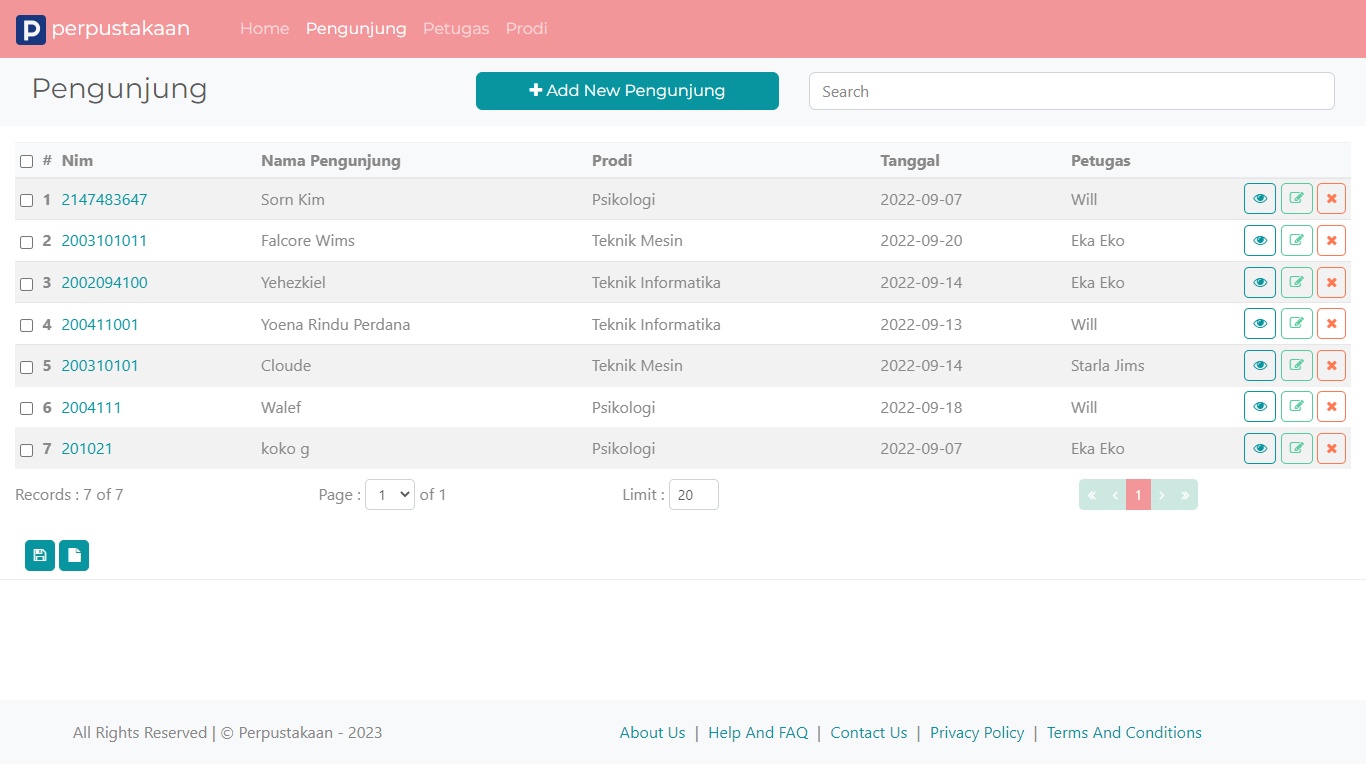 perpustakaan Home Pengunjung Petugas Prodi
Pengunjung Add New Pengunjung Search
# Nim Nama Pengunjung Prodi Tanggal Petugas
1 2147483647 Sorn Kim Psikologi 2022-09-07 Will
2 2003101011 Falcore Wims Teknik Mesin 2022-09-20 Eka Eko
3 2002094100 Yehezkiel Teknik Informatika 2022-09-14 Eka Eko
4 200411001 Yoena Rindu Perdana Teknik Informatika 2022-09-13 Will
5 200310101 Cloude Teknik Mesin 2022-09-14 Starla Jims
6 2004111 Walef Psikologi 2022-09-18 Will
7 201021 koko g Psikologi 2022-09-07 Eka Eko
Records : 7 of 7 Page : 1 of 1 Limit : 20 « ‹ 1 › »
All Rights Reserved | © Perpustakaan - 2023 About Us | Help And FAQ | Contact Us | Privacy Policy | Terms And Conditions